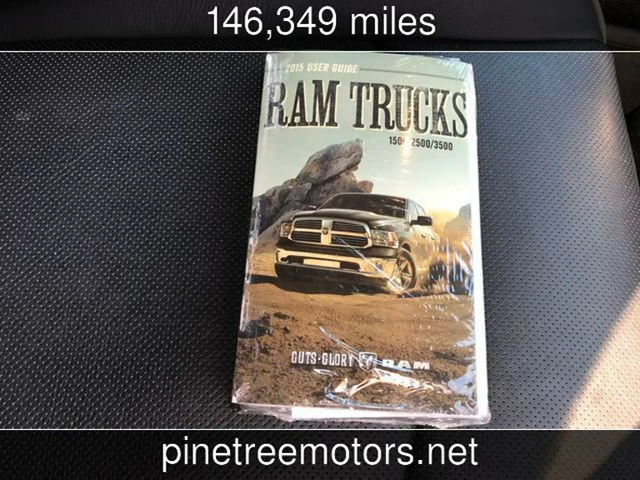 146,349 miles
2015 USER GUIDE
RAM TRUCKS
1500/2500/3500
GUTS·GLORY RAM
pinetreemotors.net